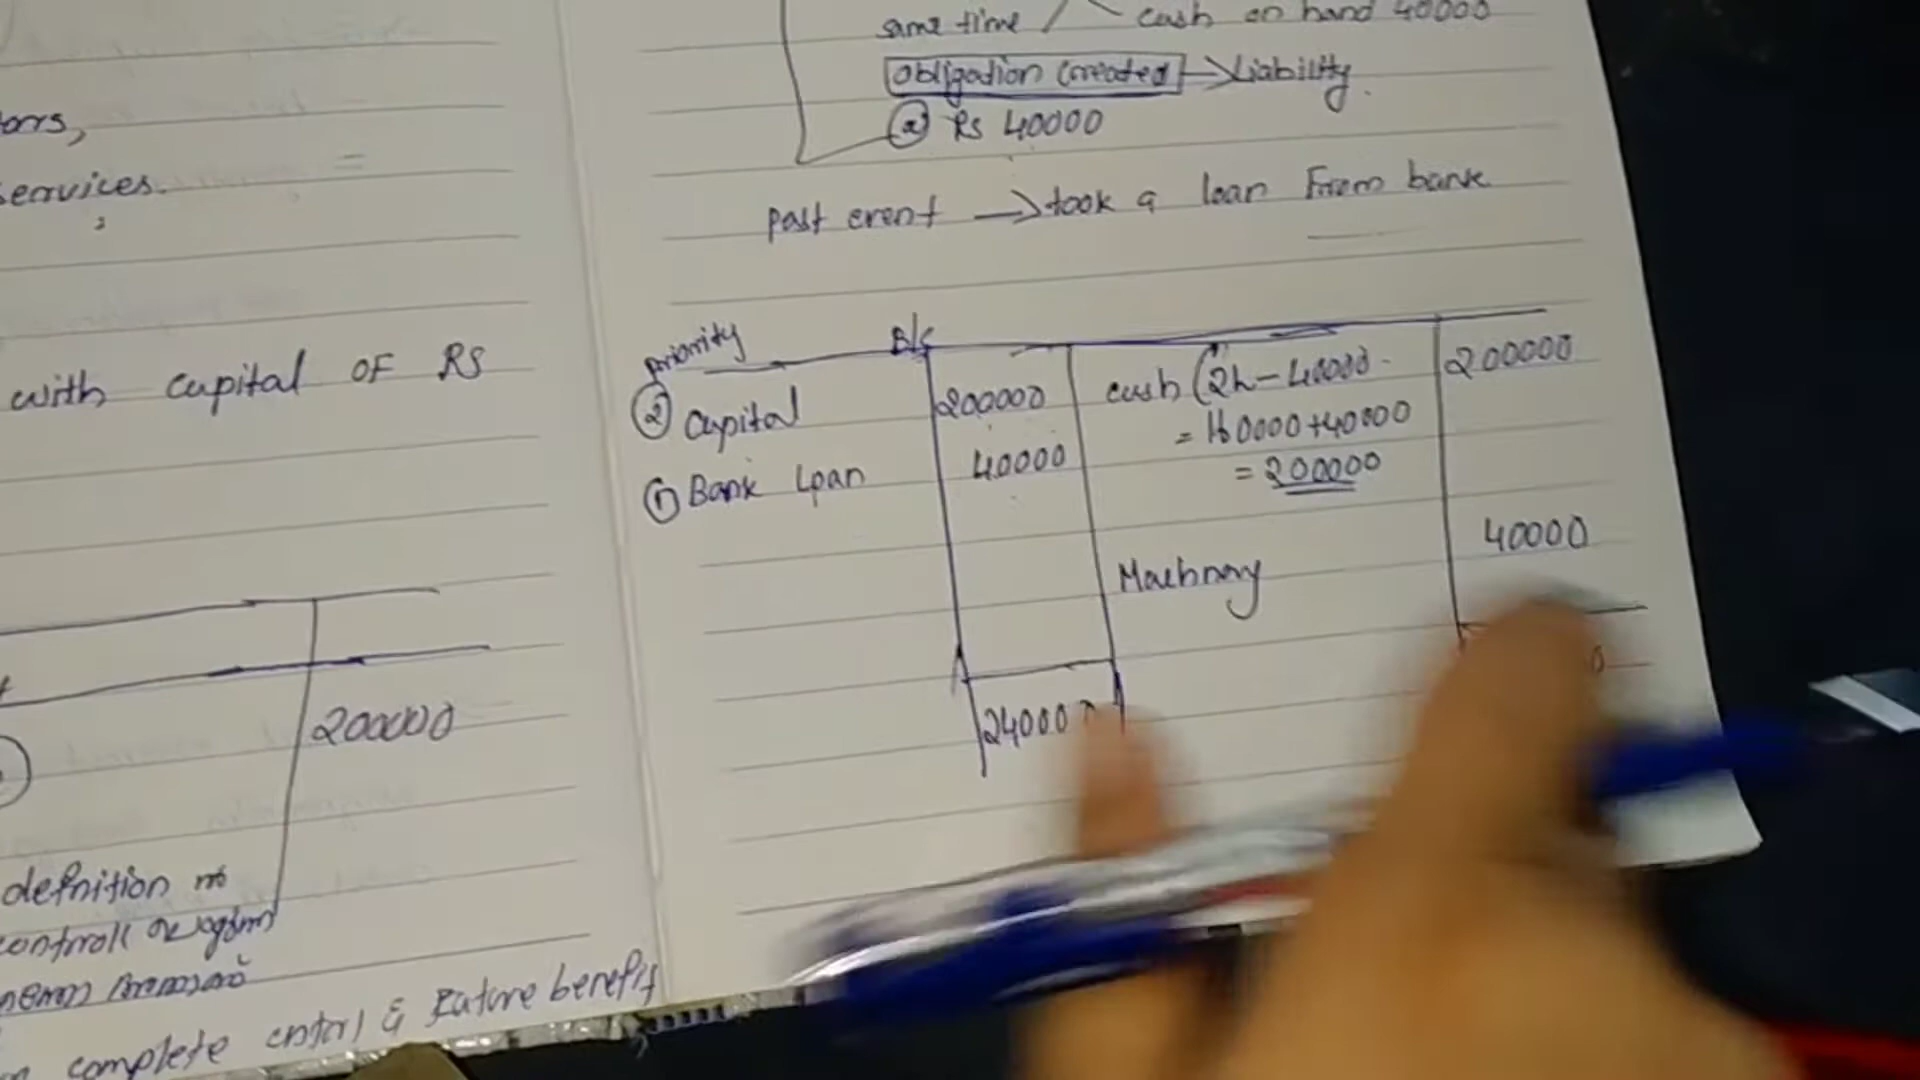 ors,
services.
with capital of RS
200000
definition
controll
complete & Future benefit
same time cash on hand 40000
Obligation Created → Liability.
Rs 40000
past event → took a loan From bank
priority B/s
② capital 200000 cash (2L - 40000 200000
= 160000+40000
① Bank Loan 40000 = 200000
40000
Machinery
240000